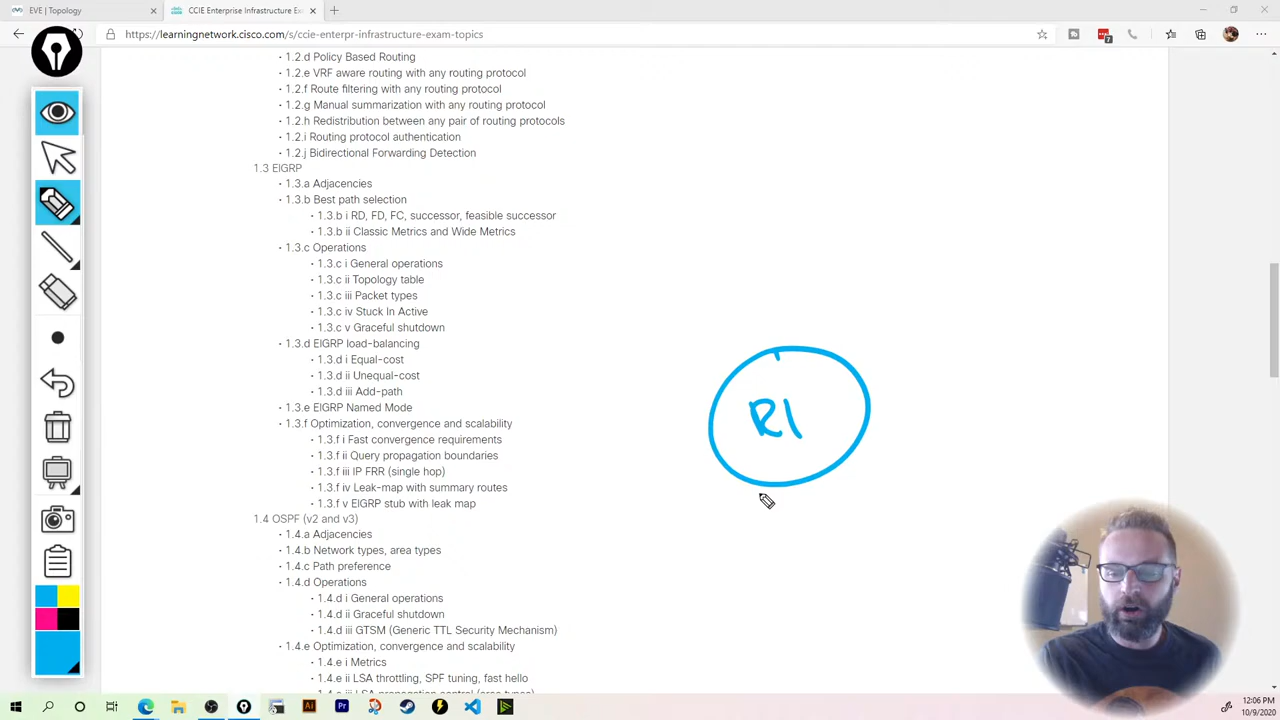 EVE | Topology
CCIE Enterprise Infrastructure Ex
https://learningnetwork.cisco.com/s/ccie-enterpr-infrastructure-exam-topics
• 1.2.d Policy Based Routing
• 1.2.e VRF aware routing with any routing protocol
• 1.2.f Route filtering with any routing protocol
• 1.2.g Manual summarization with any routing protocol
• 1.2.h Redistribution between any pair of routing protocols
• 1.2.i Routing protocol authentication
• 1.2.j Bidirectional Forwarding Detection
1.3 EIGRP
• 1.3.a Adjacencies
• 1.3.b Best path selection
• 1.3.b i RD, FD, FC, successor, feasible successor
• 1.3.b ii Classic Metrics and Wide Metrics
• 1.3.c Operations
• 1.3.c i General operations
• 1.3.c ii Topology table
• 1.3.c iii Packet types
• 1.3.c iv Stuck In Active
• 1.3.c v Graceful shutdown
• 1.3.d EIGRP load-balancing
• 1.3.d i Equal-cost
• 1.3.d ii Unequal-cost
• 1.3.d iii Add-path
• 1.3.e EIGRP Named Mode
• 1.3.f Optimization, convergence and scalability
• 1.3.f i Fast convergence requirements
• 1.3.f ii Query propagation boundaries
• 1.3.f iii IP FRR (single hop)
• 1.3.f iv Leak-map with summary routes
• 1.3.f v EIGRP stub with leak map
R1
1.4 OSPF (v2 and v3)
• 1.4.a Adjacencies
• 1.4.b Network types, area types
• 1.4.c Path preference
• 1.4.d Operations
• 1.4.d i General operations
• 1.4.d ii Graceful shutdown
• 1.4.d iii GTSM (Generic TTL Security Mechanism)
• 1.4.e Optimization, convergence and scalability
• 1.4.e i Metrics
• 1.4.e ii LSA throttling, SPF tuning, fast hello
• 1.4.e iii LSA propagation control (area types)
12:06 PM
10/9/2020